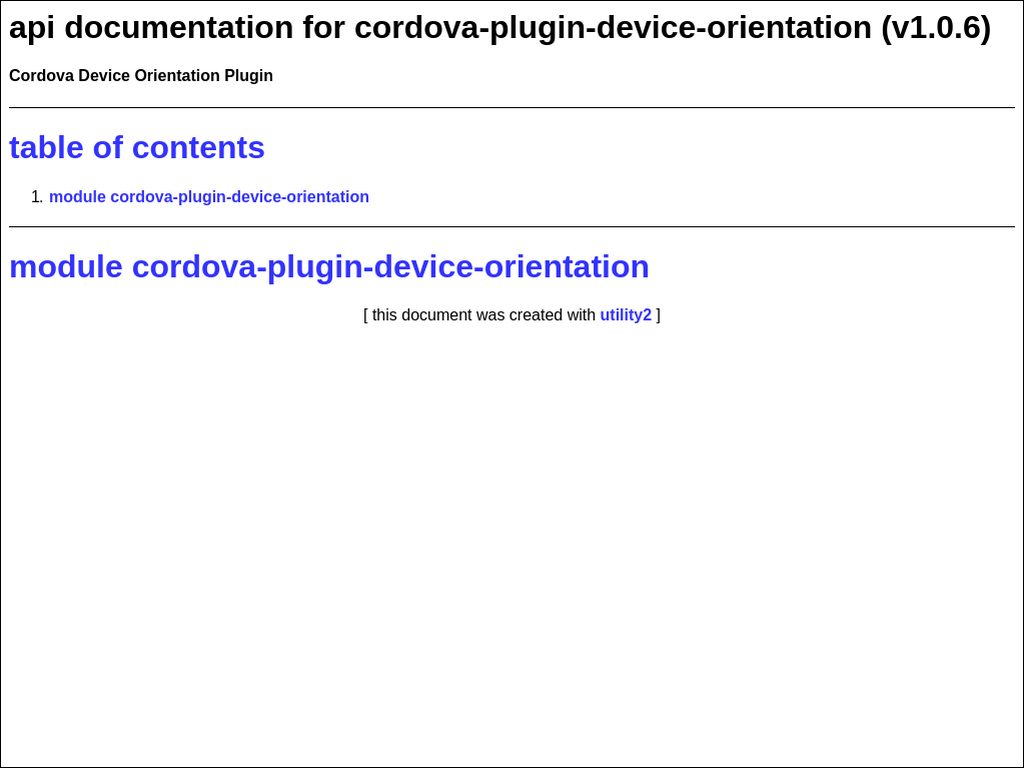 api documentation for cordova-plugin-device-orientation (v1.0.6)
Cordova Device Orientation Plugin
table of contents
1. module cordova-plugin-device-orientation
module cordova-plugin-device-orientation
[ this document was created with utility2 ]